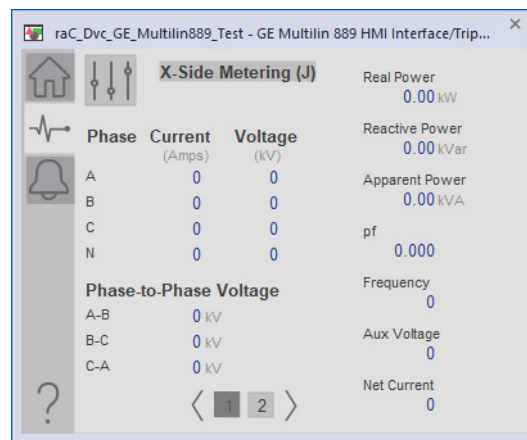 raC_Dvc_GE_Multilin889_Test - GE Multilin 889 HMI Interface/Trip...
X-Side Metering (J)
Phase Current Voltage
(Amps) (kV)
A 0 0
B 0 0
C 0 0
N 0 0
Phase-to-Phase Voltage
A-B 0 kV
B-C 0 kV
C-A 0 kV
1 2
Real Power
0.00 kW
Reactive Power
0.00 kVar
Apparent Power
0.00 kVA
pf
0.000
Frequency
0
Aux Voltage
0
Net Current
0
?